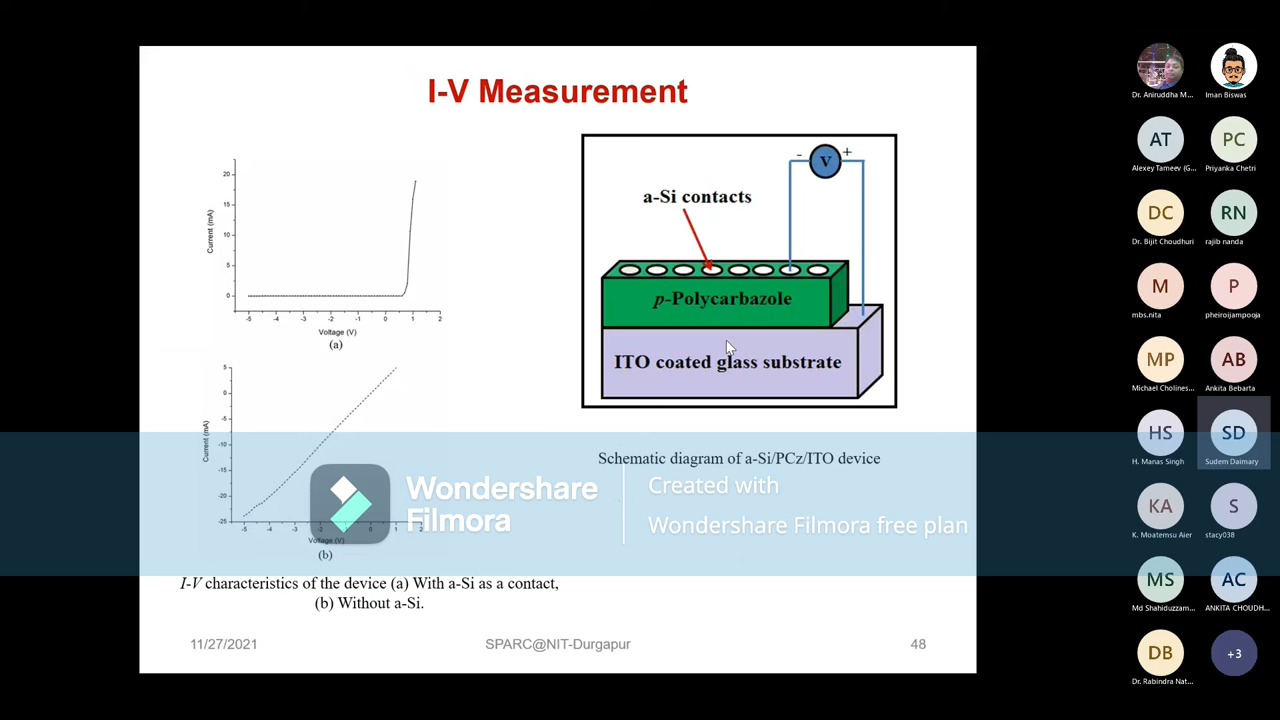 I-V Measurement
20
15
10
5
0
Current (mA)
-5 -4 -3 -2 -1 0 1 2
Voltage (V)
(a)
5
0
-5
-10
-15
-20
-25
Current (mA)
-5 -4 -3 -2 0 1 2
Voltage (V)
(b)
I-V characteristics of the device (a) With a-Si as a contact,
(b) Without a-Si.
- V +
a-Si contacts
p-Polycarbazole
ITO coated glass substrate
Schematic diagram of a-Si/PCz/ITO device
Wondershare
Filmora
Created with
Wondershare Filmora free plan
11/27/2021 SPARC@NIT-Durgapur 48
Dr. Aniruddha M... Iman Biswas
AT PC
Alexey Tameev (G... Priyanka Chetri
DC RN
Dr. Bijit Choudhuri rajib nanda
M P
mbs.nita pheiroijampooja
MP AB
Michael Cholines... Ankita Bebarta
HS SD
H. Manas Singh Sudem Daimary
KA S
K. Moatemsu Aier stacy038
MS AC
Md Shahiduzzam... ANKITA CHOUDH...
DB +3
Dr. Rabindra Nat...